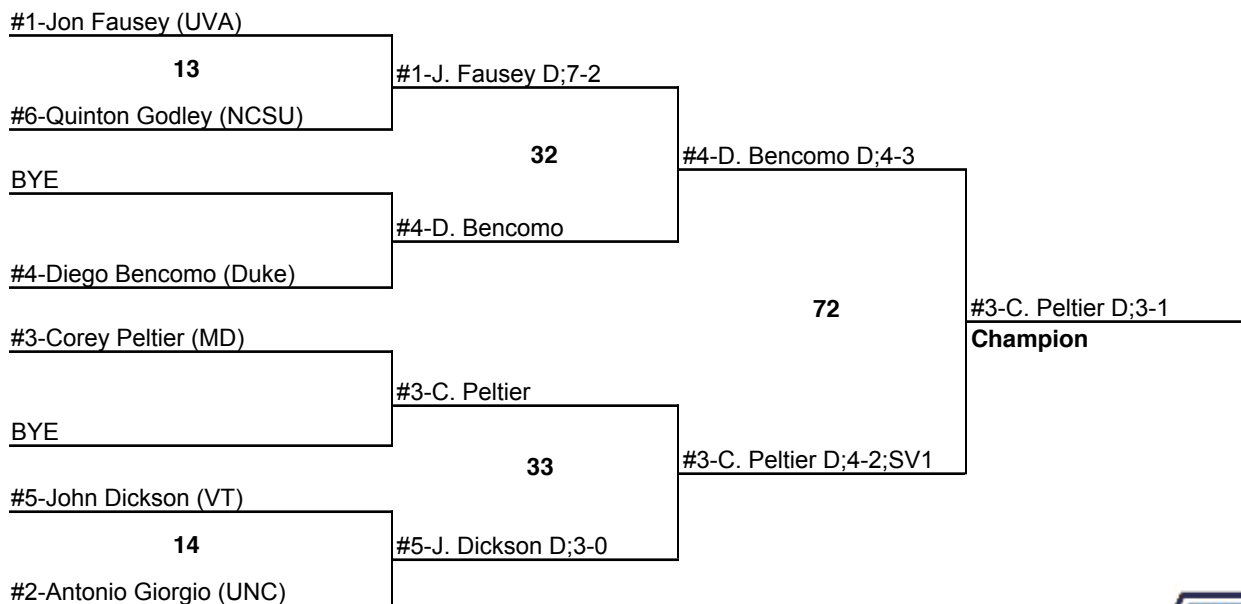 #1-Jon Fausey (UVA)
13
#1-J. Fausey D;7-2
#6-Quinton Godley (NCSU)
32
#4-D. Bencomo D;4-3
BYE
#4-D. Bencomo
#4-Diego Bencomo (Duke)
72
#3-C. Peltier D;3-1
Champion
#3-Corey Peltier (MD)
#3-C. Peltier
BYE
33
#3-C. Peltier D;4-2;SV1
#5-John Dickson (VT)
14
#5-J. Dickson D;3-0
#2-Antonio Giorgio (UNC)